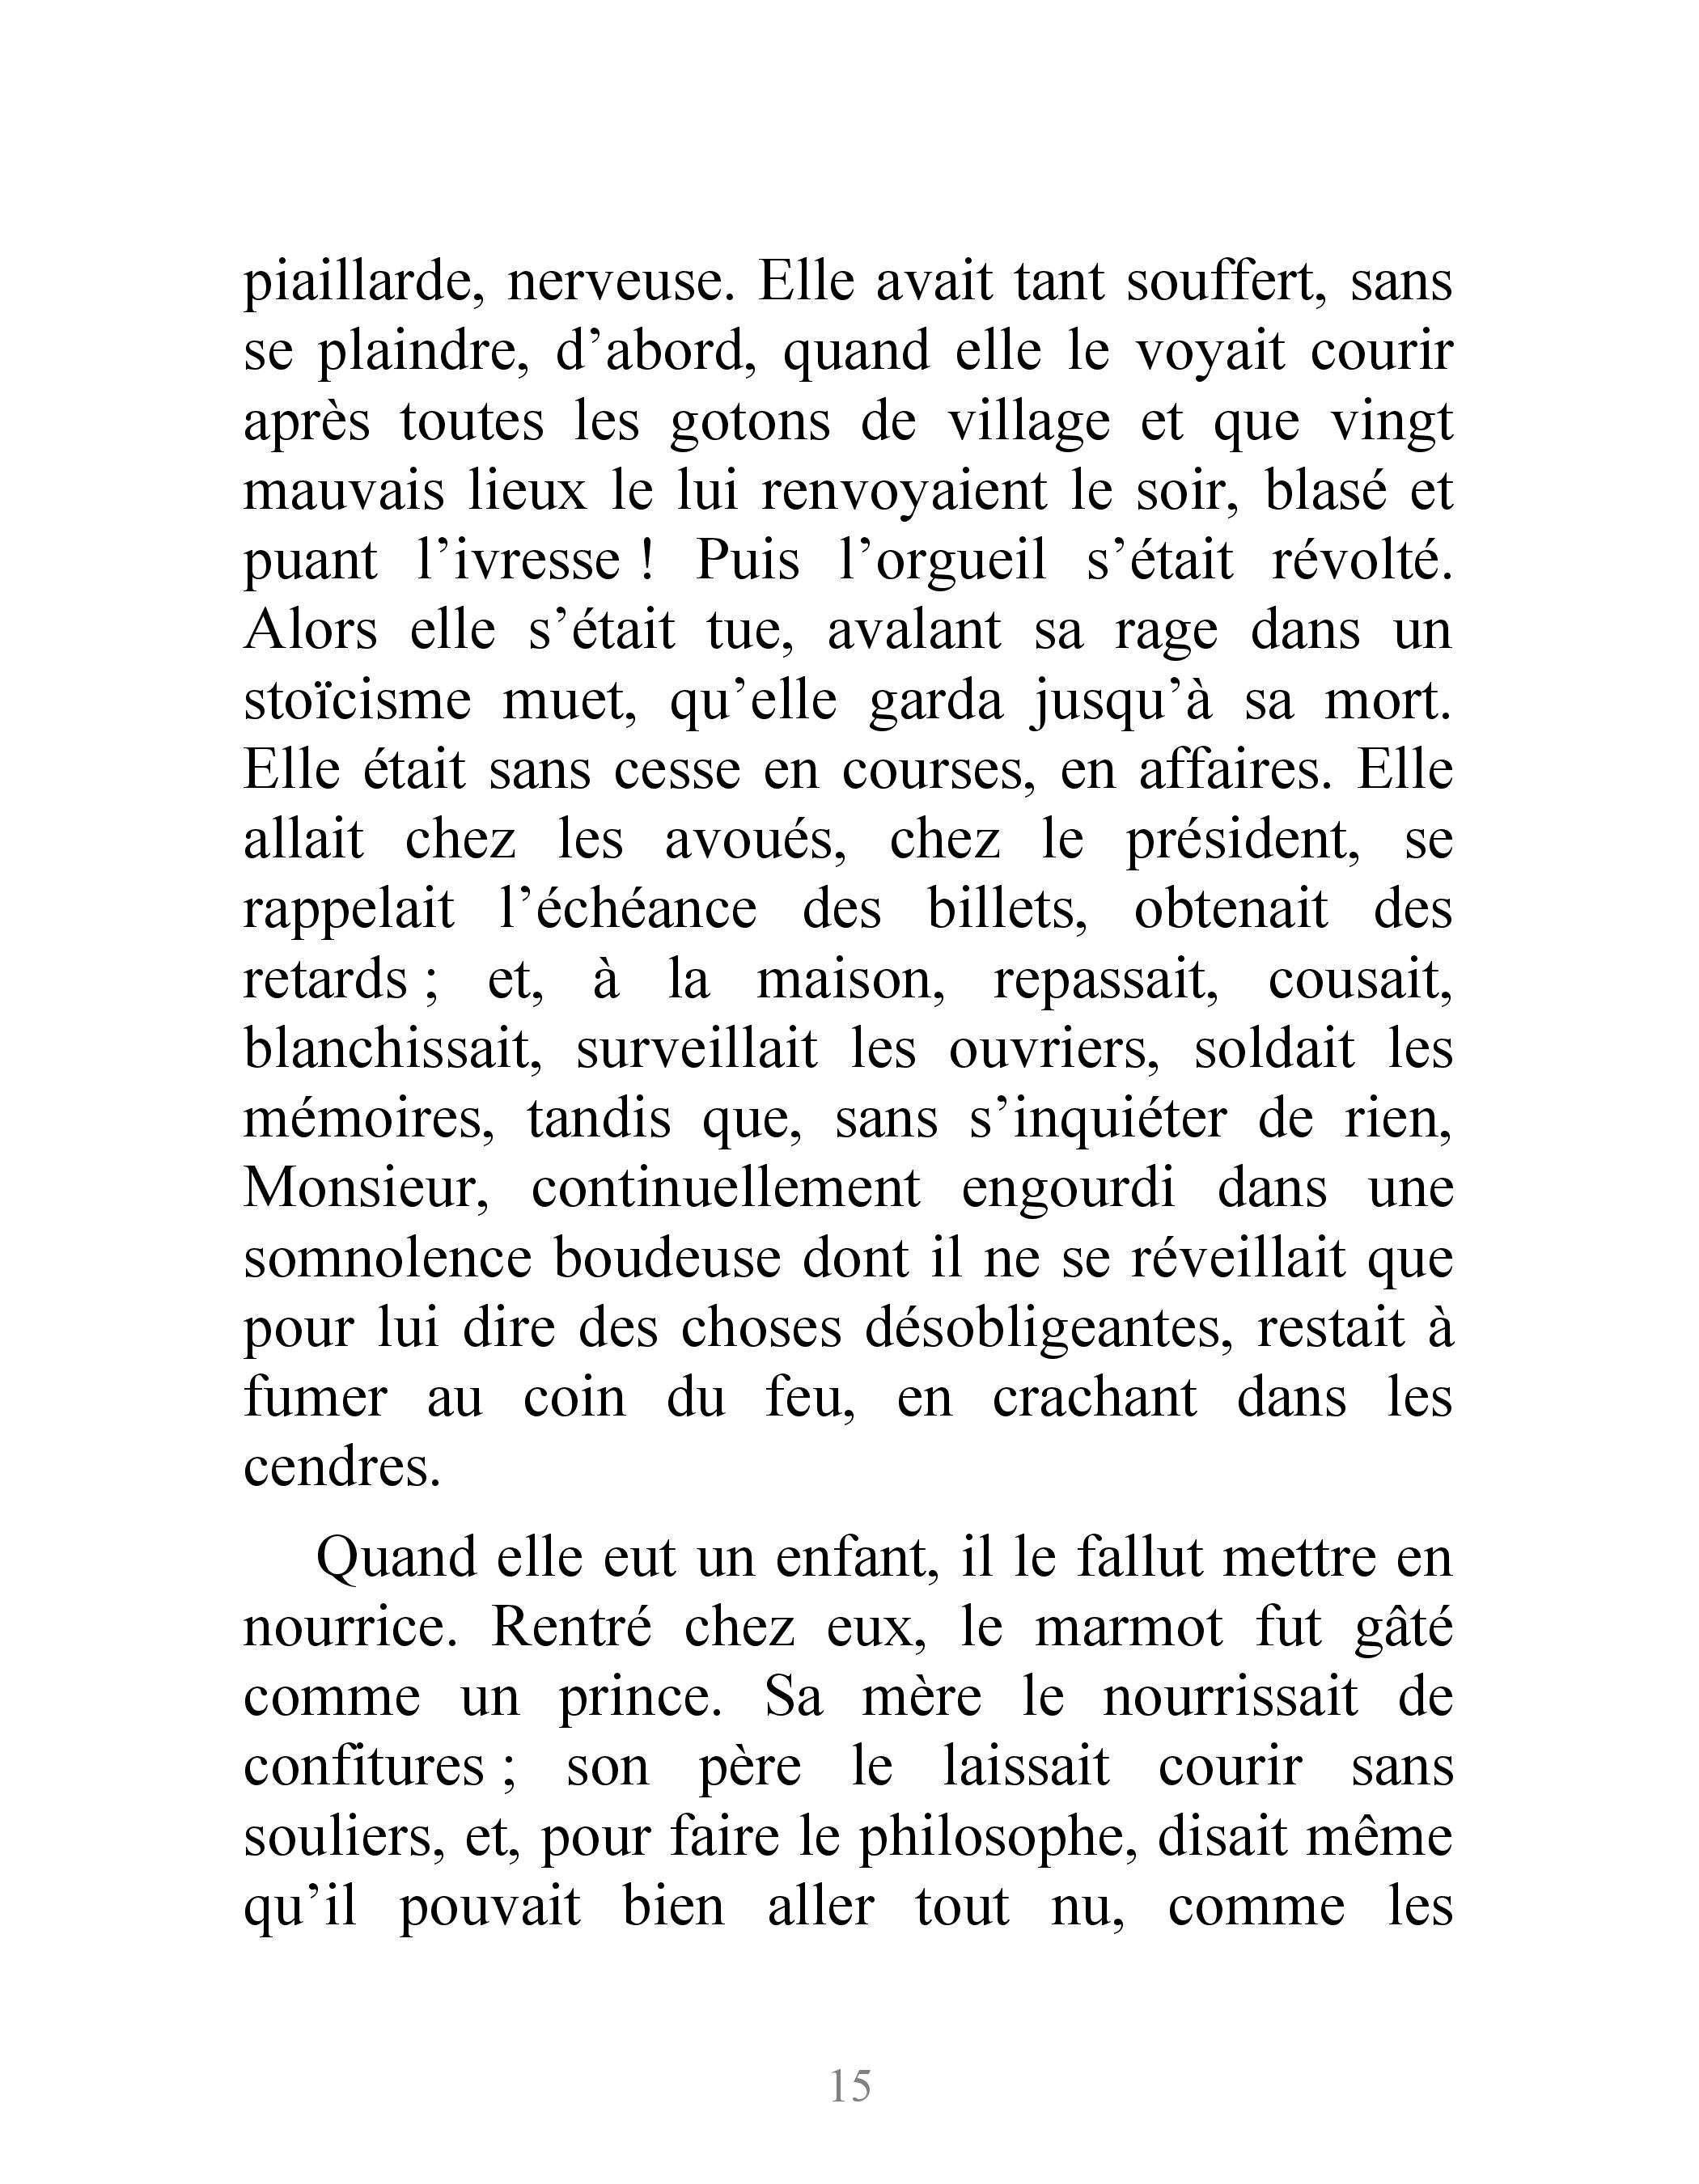 piaillarde, nerveuse. Elle avait tant souffert, sans
se plaindre, d’abord, quand elle le voyait courir
après toutes les gotons de village et que vingt
mauvais lieux le lui renvoyaient le soir, blasé et
puant l’ivresse ! Puis l’orgueil s’était révolté.
Alors elle s’était tue, avalant sa rage dans un
stoïcisme muet, qu’elle garda jusqu’à sa mort.
Elle était sans cesse en courses, en affaires. Elle
allait chez les avoués, chez le président, se
rappelait l’échéance des billets, obtenait des
retards ; et, à la maison, repassait, cousait,
blanchissait, surveillait les ouvriers, soldait les
mémoires, tandis que, sans s’inquiéter de rien,
Monsieur, continuellement engourdi dans une
somnolence boudeuse dont il ne se réveillait que
pour lui dire des choses désobligeantes, restait à
fumer au coin du feu, en crachant dans les
cendres.
Quand elle eut un enfant, il le fallut mettre en
nourrice. Rentré chez eux, le marmot fut gâté
comme un prince. Sa mère le nourrissait de
confitures ; son père le laissait courir sans
souliers, et, pour faire le philosophe, disait même
qu’il pouvait bien aller tout nu, comme les
15